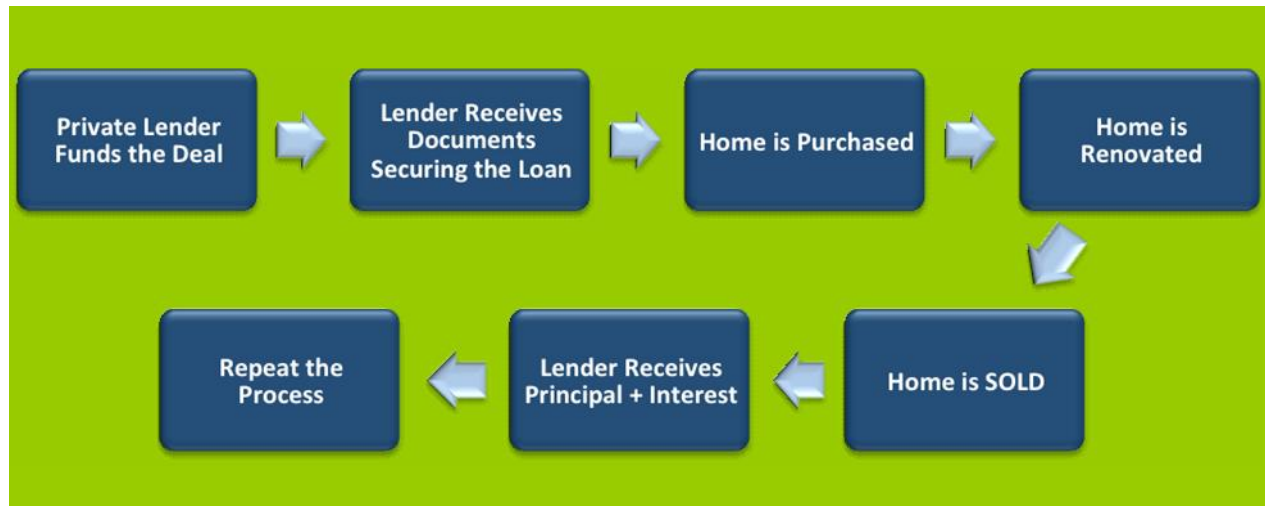 Private Lender
Funds the Deal
Lender Receives
Documents
Securing the Loan
Home is Purchased
Home is
Renovated
Home is SOLD
Lender Receives
Principal + Interest
Repeat the
Process